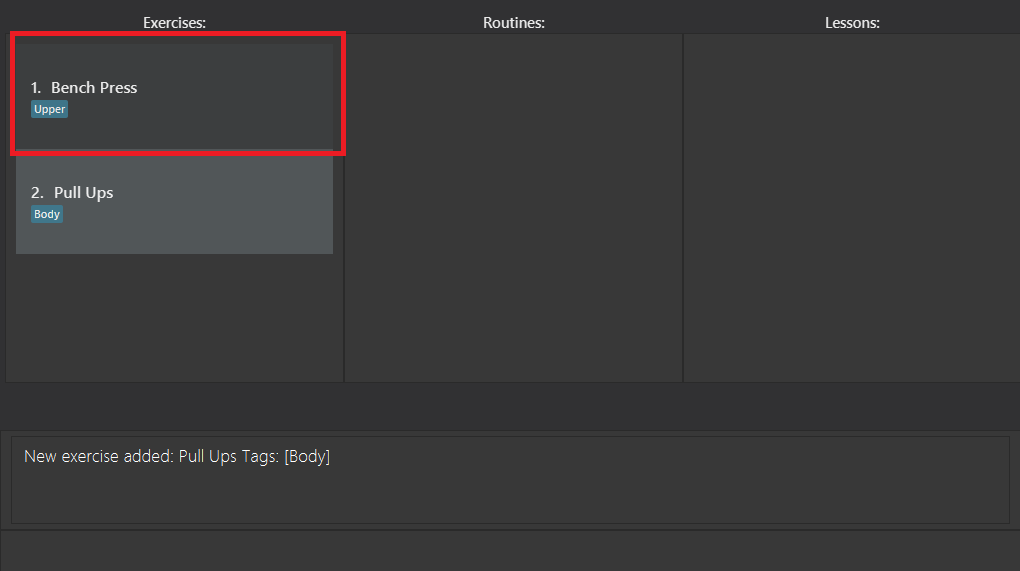 Exercises:
Routines:
Lessons:
1. Bench Press
Upper
2. Pull Ups
Body
New exercise added: Pull Ups Tags: [Body]